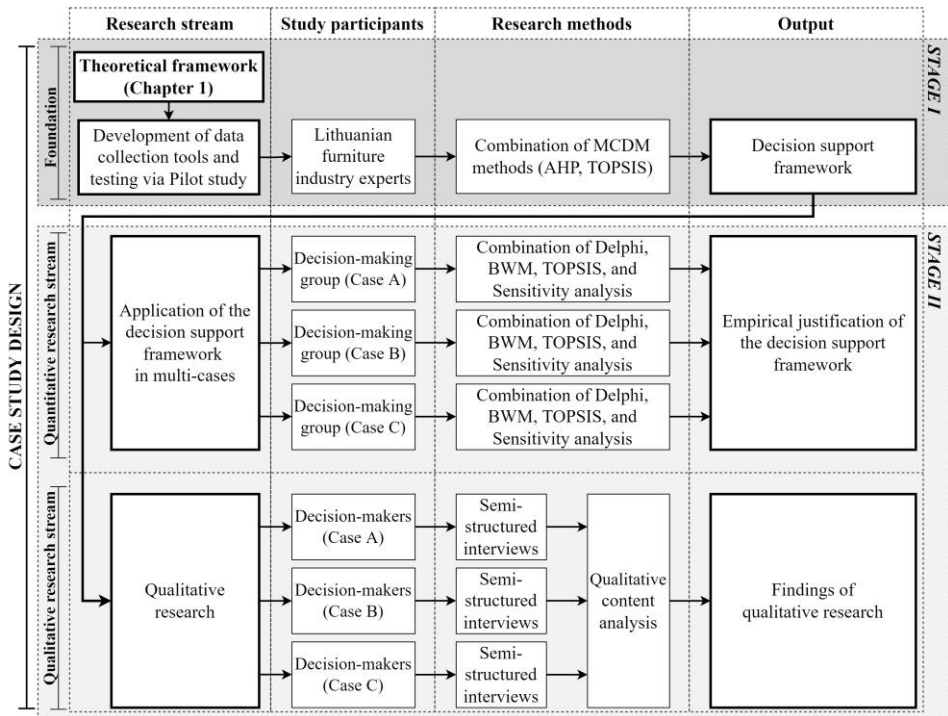 Research stream
Study participants
Research methods
Output
CASE STUDY DESIGN
Foundation
STAGE I
Theoretical framework
(Chapter 1)
Development of data
collection tools and
testing via Pilot study
Lithuanian
furniture
industry experts
Combination of MCDM
methods (AHP, TOPSIS)
Decision support
framework
Quantitative research stream
STAGE II
Application of the
decision support
framework
in multi-cases
Decision-making
group (Case A)
Combination of Delphi,
BWM, TOPSIS, and
Sensitivity analysis
Decision-making
group (Case B)
Combination of Delphi,
BWM, TOPSIS, and
Sensitivity analysis
Decision-making
group (Case C)
Combination of Delphi,
BWM, TOPSIS, and
Sensitivity analysis
Empirical justification of
the decision support
framework
Qualitative research stream
Qualitative
research
Decision-makers
(Case A)
Semi-
structured
interviews
Decision-makers
(Case B)
Semi-
structured
interviews
Decision-makers
(Case C)
Semi-
structured
interviews
Qualitative
content
analysis
Findings of
qualitative research